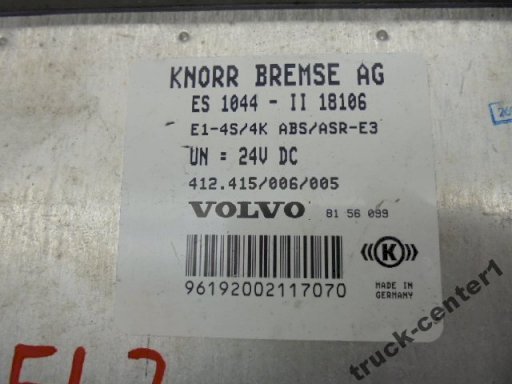 KNORR BREMSE AG
ES 1044 - II 18106
E1-4S/4K ABS/ASR-E3
UN = 24V DC
412.415/006/005
VOLVO 81 56 099
K
96192002117070
MADE IN
GERMANY
truck-center1